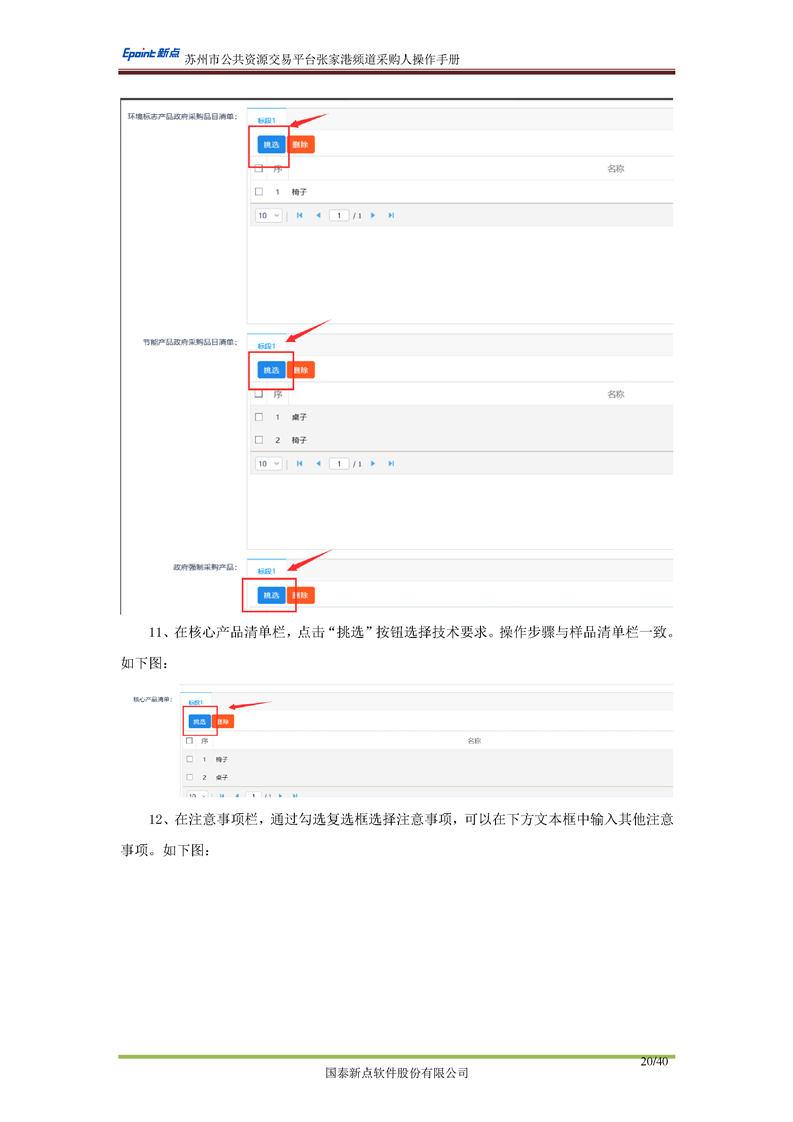 Epoint新点 苏州市公共资源交易平台张家港频道采购人操作手册
环境标志产品政府采购品目清单：
标段1
挑选 删除
序 名称
1 椅子
10 1 / 1
节能产品政府采购品目清单：
标段1
挑选 删除
序 名称
1 桌子
2 椅子
10 1 / 1
政府强制采购产品：
标段1
挑选 删除
11、在核心产品清单栏，点击“挑选”按钮选择技术要求。操作步骤与样品清单栏一致。
如下图：
核心产品清单：
标段1
挑选 删除
序 名称
1 椅子
2 桌子
10 1 / 1
12、在注意事项栏，通过勾选复选框选择注意事项，可以在下方文本框中输入其他注意
事项。如下图：
20/40
国泰新点软件股份有限公司